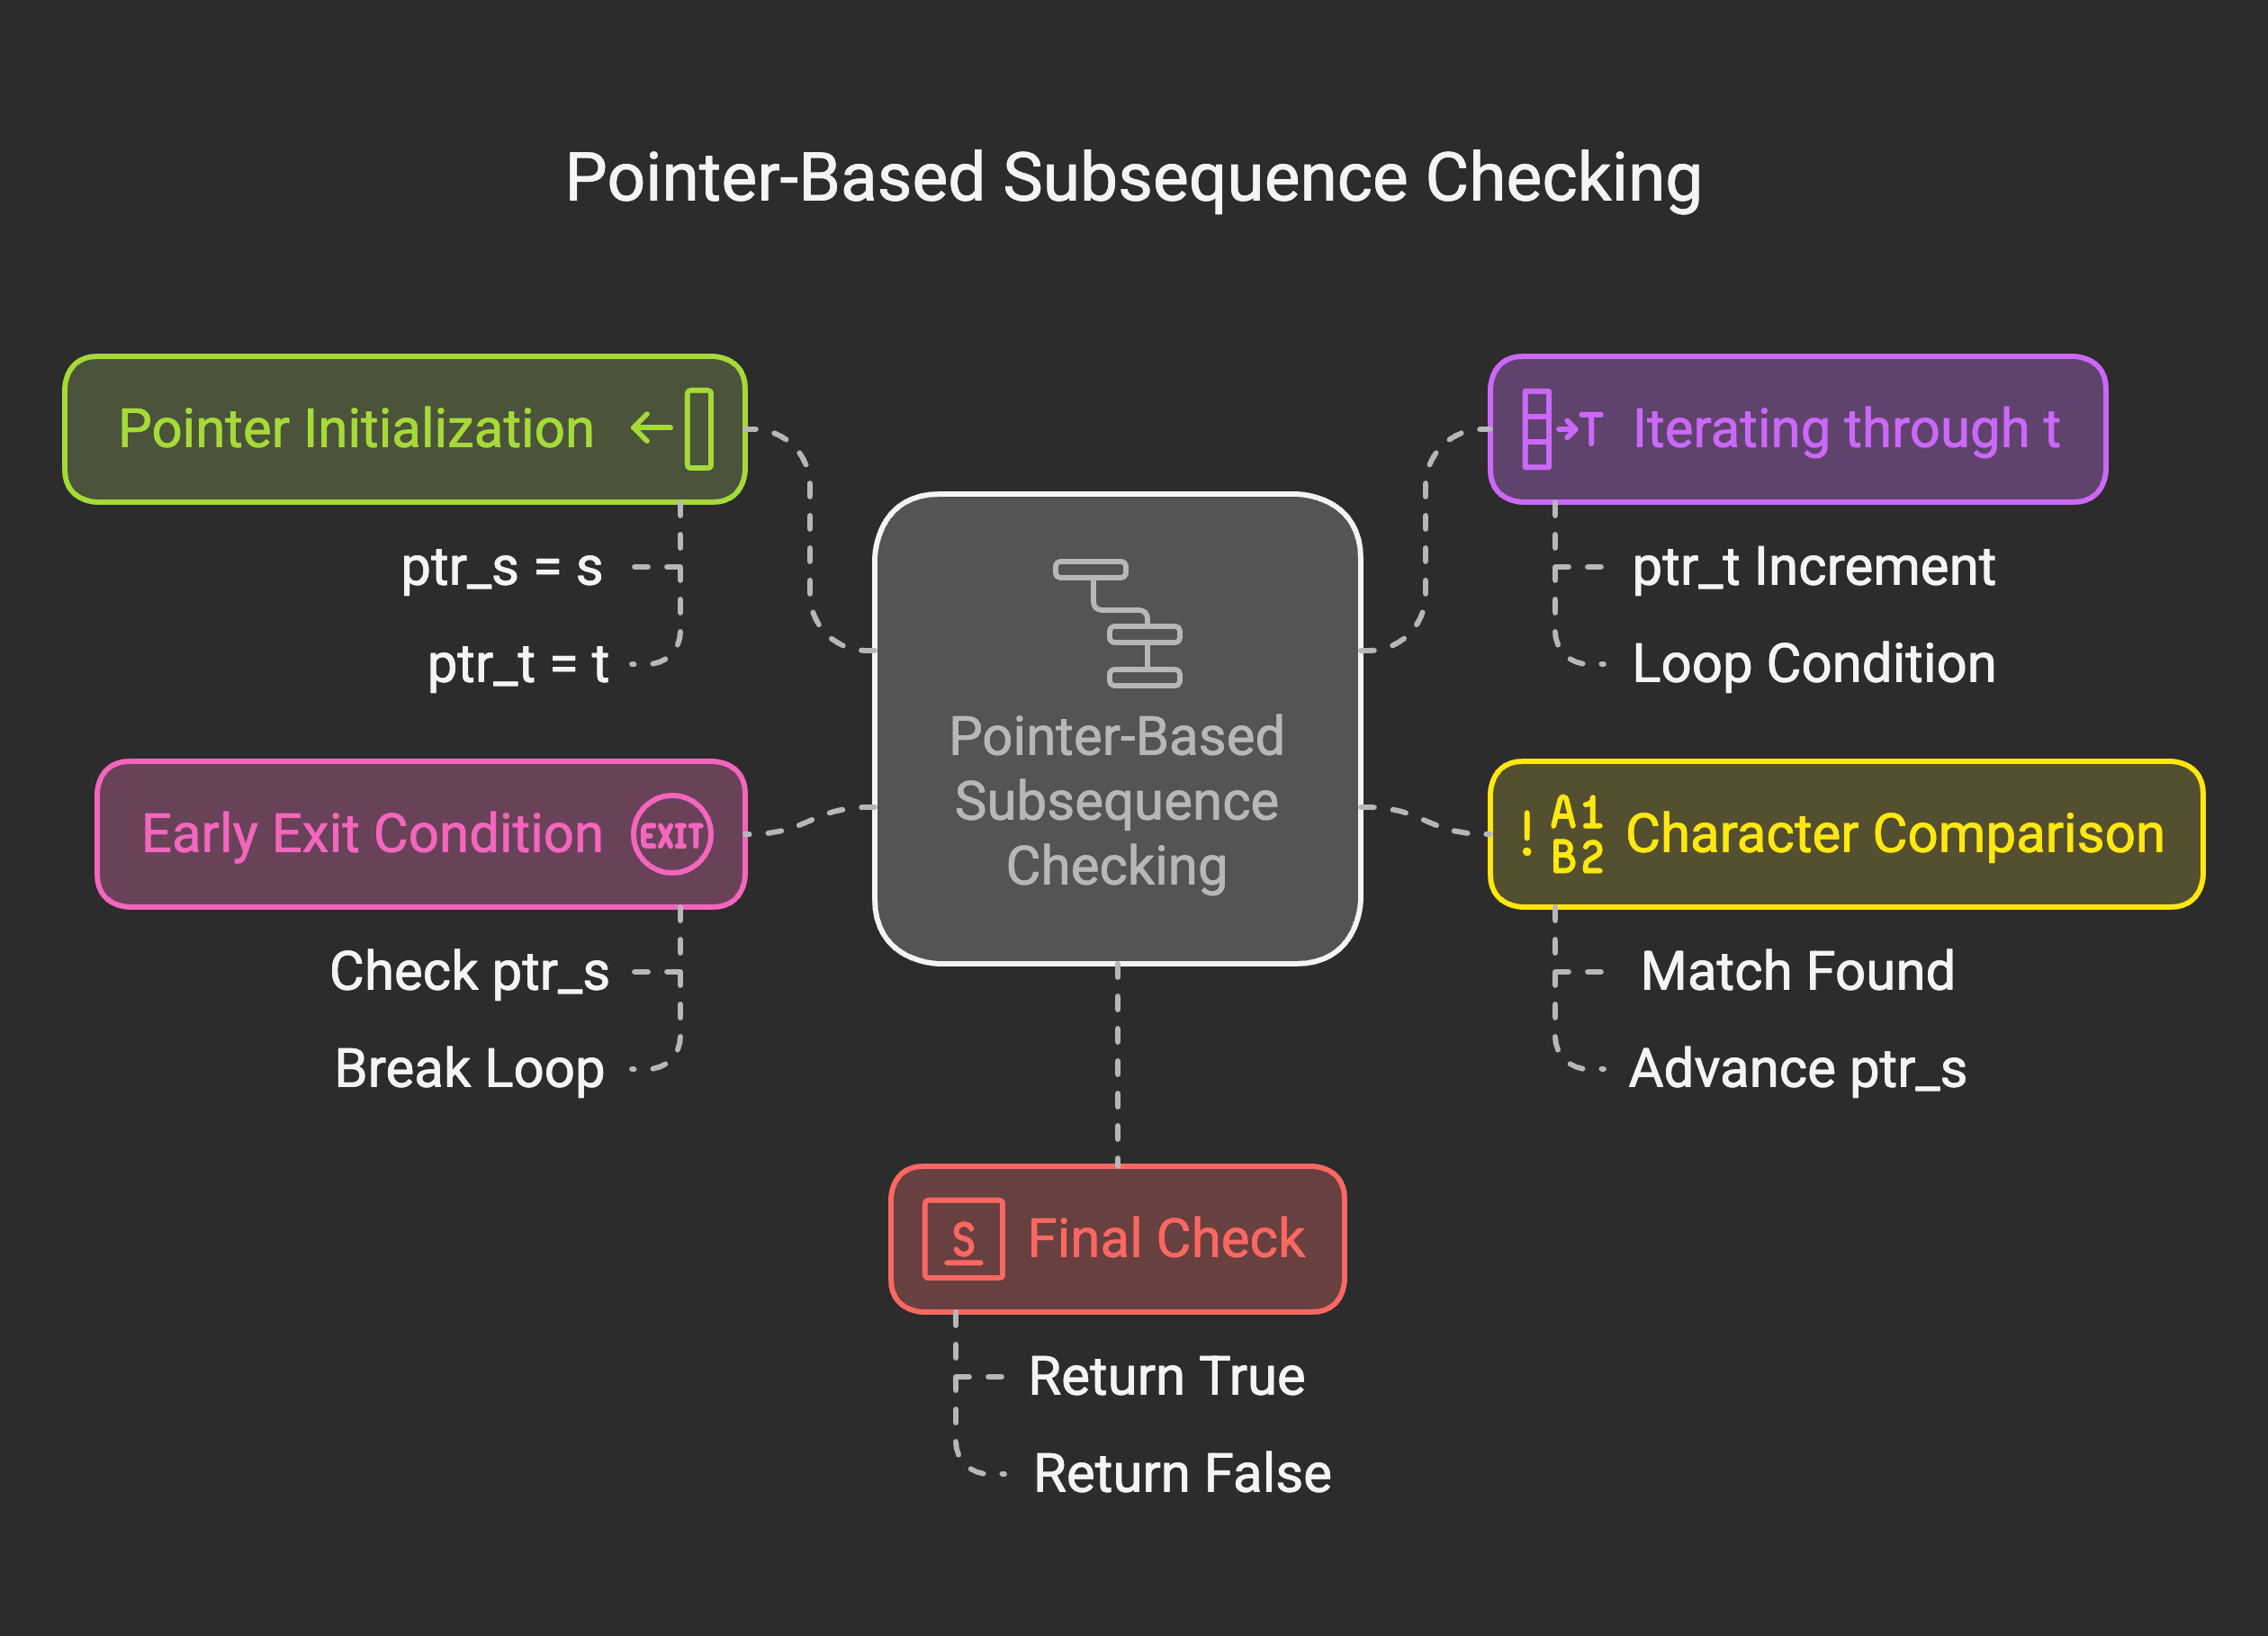 Pointer-Based Subsequence Checking
Pointer Initialization
ptr_s = s
ptr_t = t
Early Exit Condition
EXIT
Check ptr_s
Break Loop
Pointer-Based
Subsequence
Checking
T
Iterating through t
ptr_t Increment
Loop Condition
! A1
B2
Character Comparison
Match Found
Advance ptr_s
S
Final Check
Return True
Return False